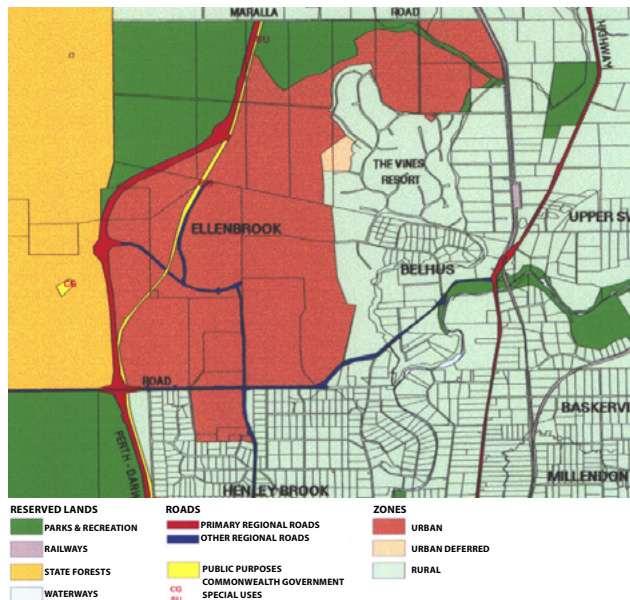 MARALLA ROAD
SU
HIGHWAY
THE VINES
RESORT
ELLENBROOK
UPPER SW
BELHUS
CG
ROAD
BASKERVI
PERTH - DARW
MILLENDON
HENLEY BROOK
RESERVED LANDS
PARKS & RECREATION
RAILWAYS
STATE FORESTS
WATERWAYS
ROADS
PRIMARY REGIONAL ROADS
OTHER REGIONAL ROADS
PUBLIC PURPOSES
CG COMMONWEALTH GOVERNMENT
SU SPECIAL USES
ZONES
URBAN
URBAN DEFERRED
RURAL